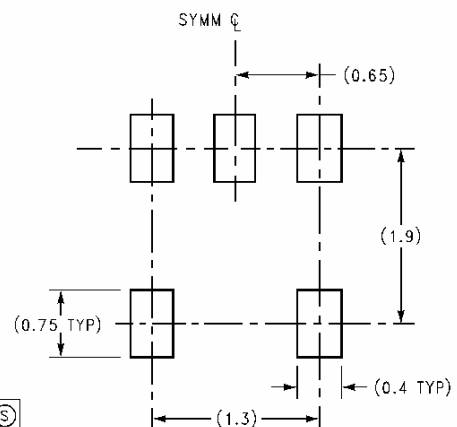 SYMM ℄
(0.65)
(1.9)
(0.75 TYP)
(0.4 TYP)
(1.3)
Ⓢ